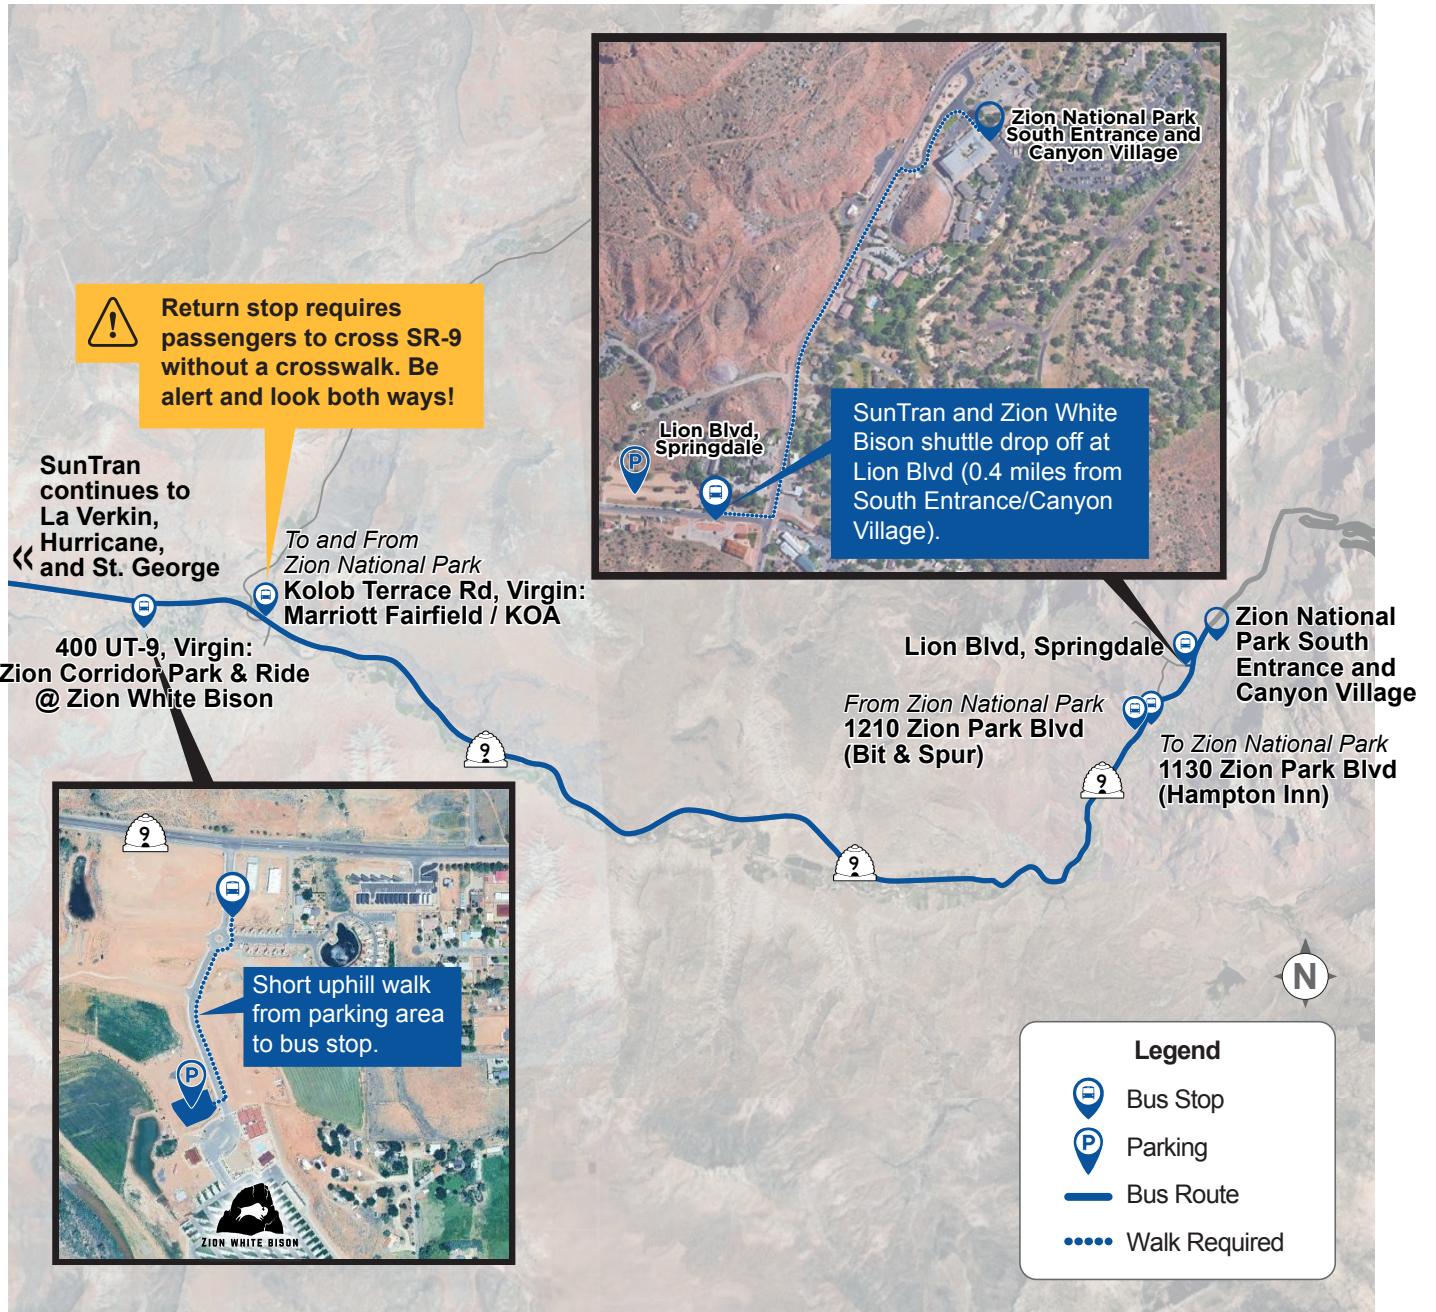 Zion National Park
South Entrance and
Canyon Village
Return stop requires
passengers to cross SR-9
without a crosswalk. Be
alert and look both ways!
Lion Blvd,
Springdale
P
SunTran and Zion White
Bison shuttle drop off at
Lion Blvd (0.4 miles from
South Entrance/Canyon
Village).
SunTran
continues to
La Verkin,
Hurricane,
and St. George
To and From
Zion National Park
Kolob Terrace Rd, Virgin:
Marriott Fairfield / KOA
400 UT-9, Virgin:
Zion Corridor Park & Ride
@ Zion White Bison
Lion Blvd, Springdale
Zion National
Park South
Entrance and
Canyon Village
From Zion National Park
1210 Zion Park Blvd
(Bit & Spur)
To Zion National Park
1130 Zion Park Blvd
(Hampton Inn)
9
9
9
9
Short uphill walk
from parking area
to bus stop.
P
ZION WHITE BISON
N
Legend
Bus Stop
P
Parking
Bus Route
Walk Required